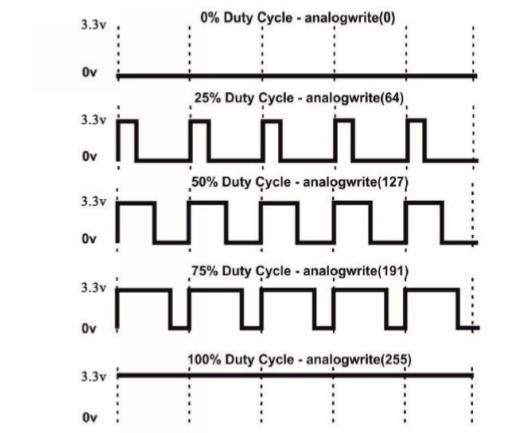 0% Duty Cycle - analogwrite(0)
3.3v
0v
25% Duty Cycle - analogwrite(64)
3.3v
0v
50% Duty Cycle - analogwrite(127)
3.3v
0v
75% Duty Cycle - analogwrite(191)
3.3v
0v
100% Duty Cycle - analogwrite(255)
3.3v
0v